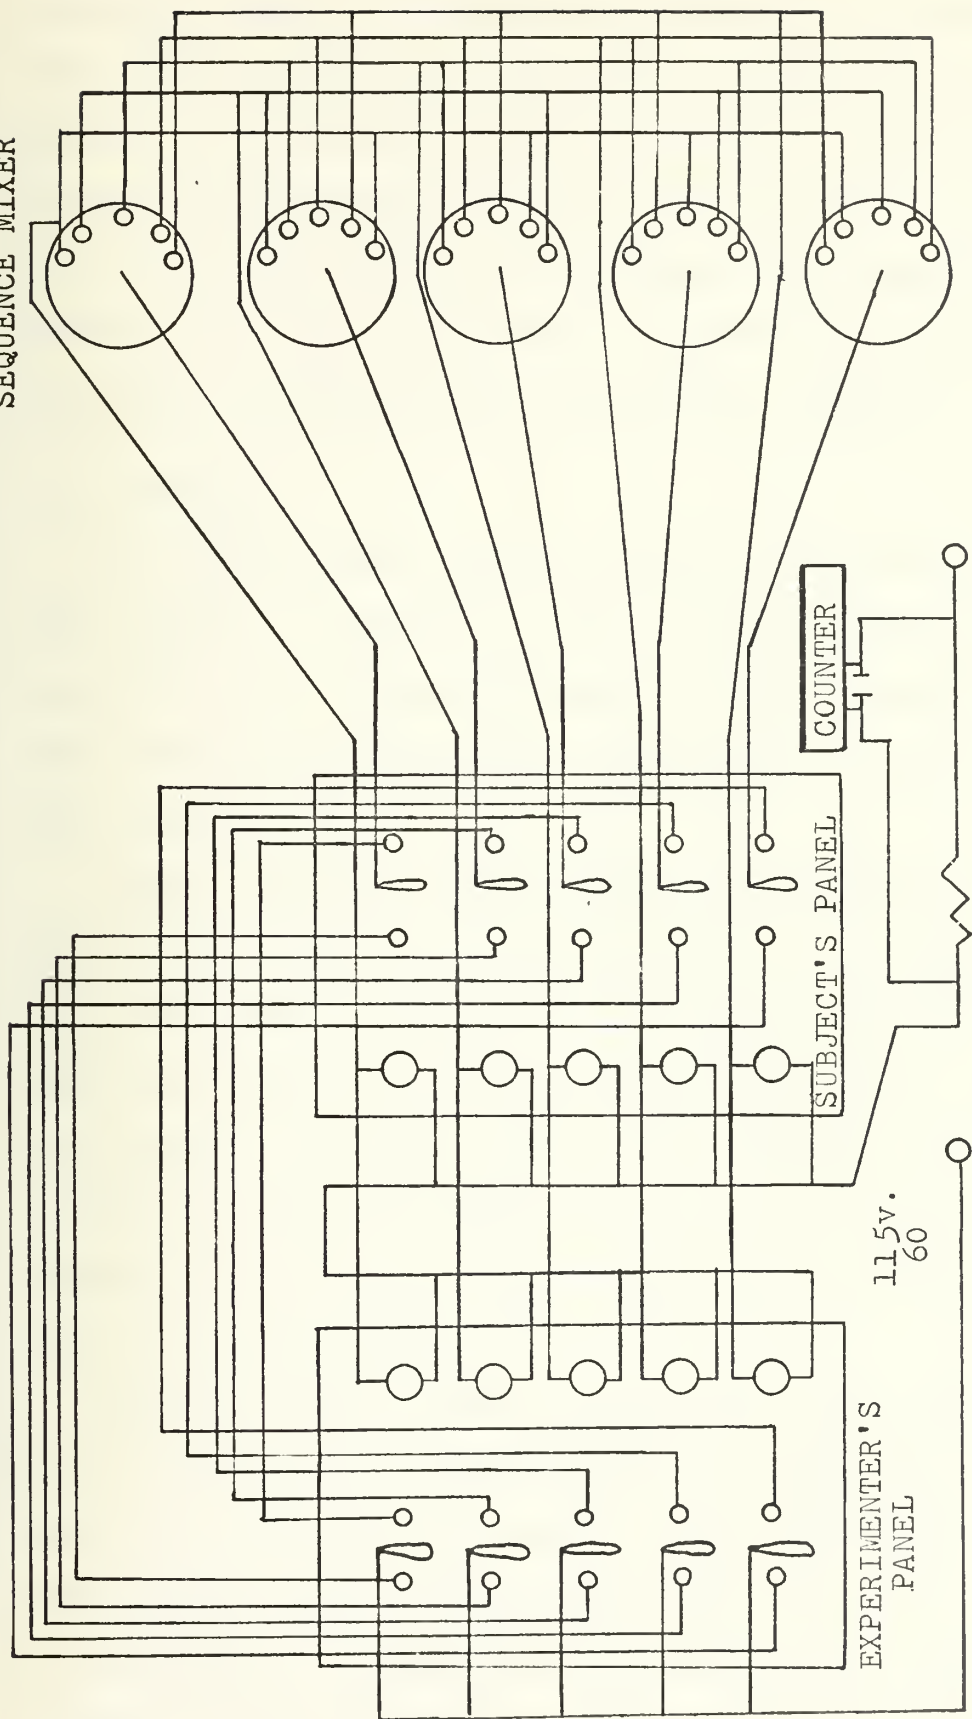 SEQUENCE MIXER
COUNTER
SUBJECT'S PANEL
115v.
60
EXPERIMENTER'S
PANEL